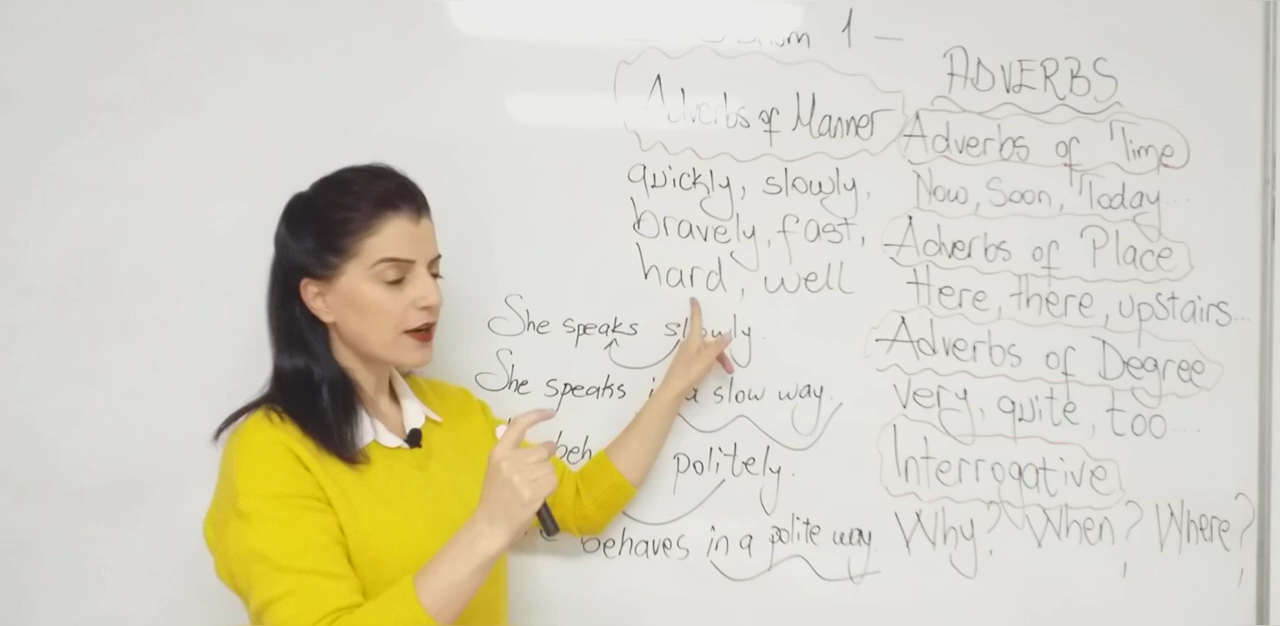 1 –
Adverbs of Manner
quickly, slowly,
bravely, fast,
hard, well
She speaks slowly.
She speaks in a slow way.
politely.
behaves in a polite way.
ADVERBS
Adverbs of Time
Now, Soon, Today...
Adverbs of Place
Here, there, upstairs...
Adverbs of Degree
very, quite, too...
Interrogative
Why? When? Where?